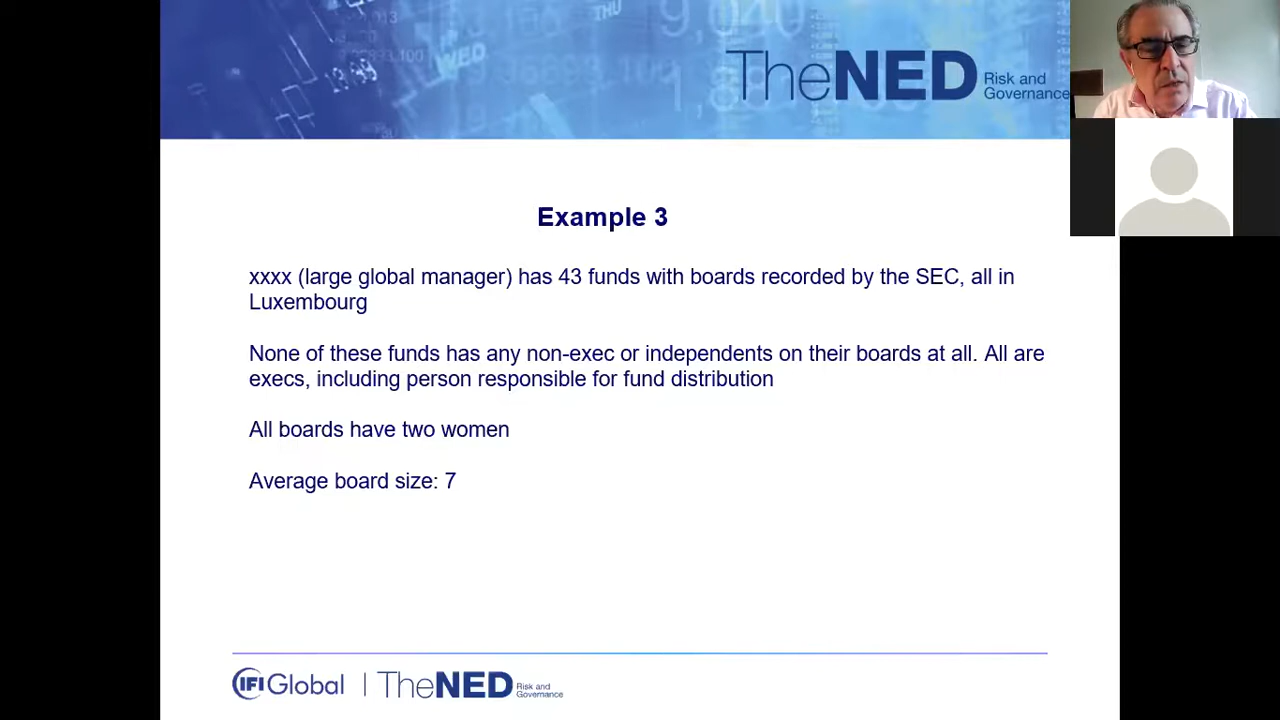 TheNED Risk and
Governance
Example 3
xxxx (large global manager) has 43 funds with boards recorded by the SEC, all in
Luxembourg
None of these funds has any non-exec or independents on their boards at all. All are
execs, including person responsible for fund distribution
All boards have two women
Average board size: 7
IFI Global | TheNED Risk and
Governance